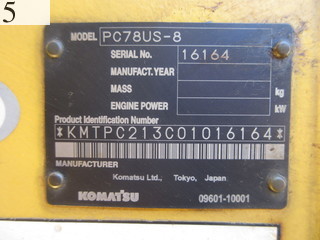 5
MODEL PC78US-8
SERIAL No. 16164
MANUFACT.YEAR
MASS kg
ENGINE POWER kW
Product Identification Number
*KMTPC213C01016164*
MANUFACTURER
Komatsu Ltd., Tokyo, Japan
KOMATSU 09601-10001